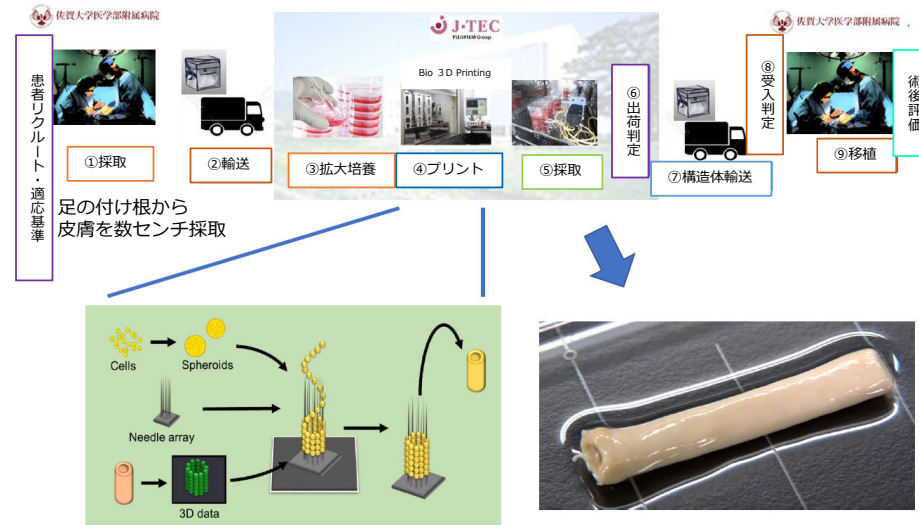 佐賀大学医学部附属病院
J-TEC
FUJIFILM Group
佐賀大学医学部附属病院
患者リクルート・適応基準
①採取
②輸送
Bio 3D Printing
③拡大培養
④プリント
⑤採取
⑥出荷判定
⑦構造体輸送
⑧受入判定
⑨移植
術後評価
足の付け根から
皮膚を数センチ採取
Cells
Spheroids
Needle array
3D data